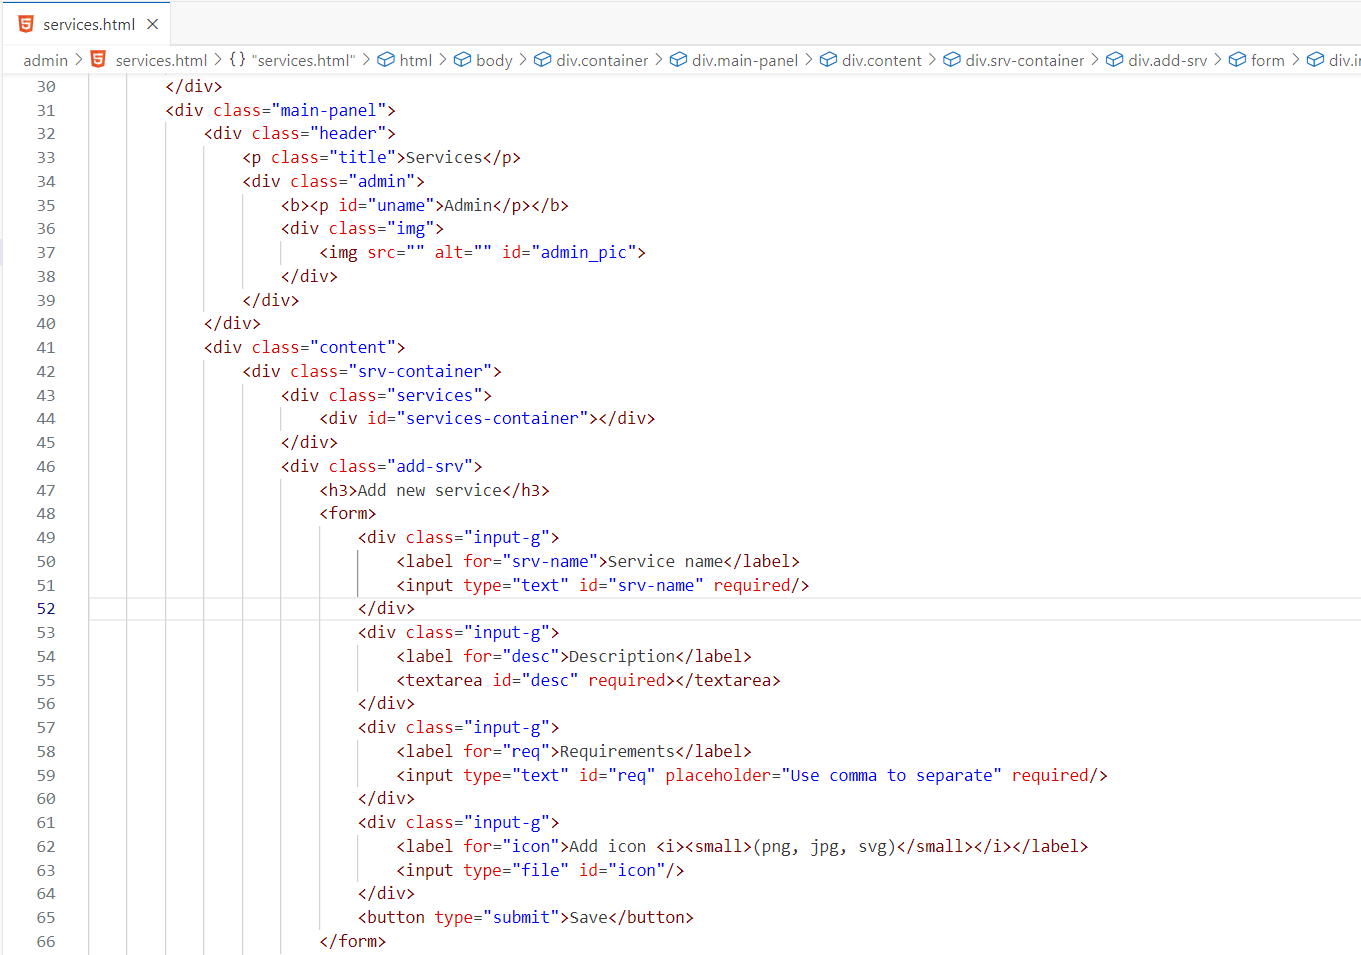 services.html
admin > services.html > {} "services.html" > html > body > div.container > div.main-panel > div.content > div.srv-container > div.add-srv > form > div.i
30 </div>
31 <div class="main-panel">
32 <div class="header">
33 <p class="title">Services</p>
34 <div class="admin">
35 <b><p id="uname">Admin</p></b>
36 <div class="img">
37 <img src="" alt="" id="admin_pic">
38 </div>
39 </div>
40 </div>
41 <div class="content">
42 <div class="srv-container">
43 <div class="services">
44 <div id="services-container"></div>
45 </div>
46 <div class="add-srv">
47 <h3>Add new service</h3>
48 <form>
49 <div class="input-g">
50 <label for="srv-name">Service name</label>
51 <input type="text" id="srv-name" required/>
52 </div>
53 <div class="input-g">
54 <label for="desc">Description</label>
55 <textarea id="desc" required></textarea>
56 </div>
57 <div class="input-g">
58 <label for="req">Requirements</label>
59 <input type="text" id="req" placeholder="Use comma to separate" required/>
60 </div>
61 <div class="input-g">
62 <label for="icon">Add icon <i><small>(png, jpg, svg)</small></i></label>
63 <input type="file" id="icon"/>
64 </div>
65 <button type="submit">Save</button>
66 </form>